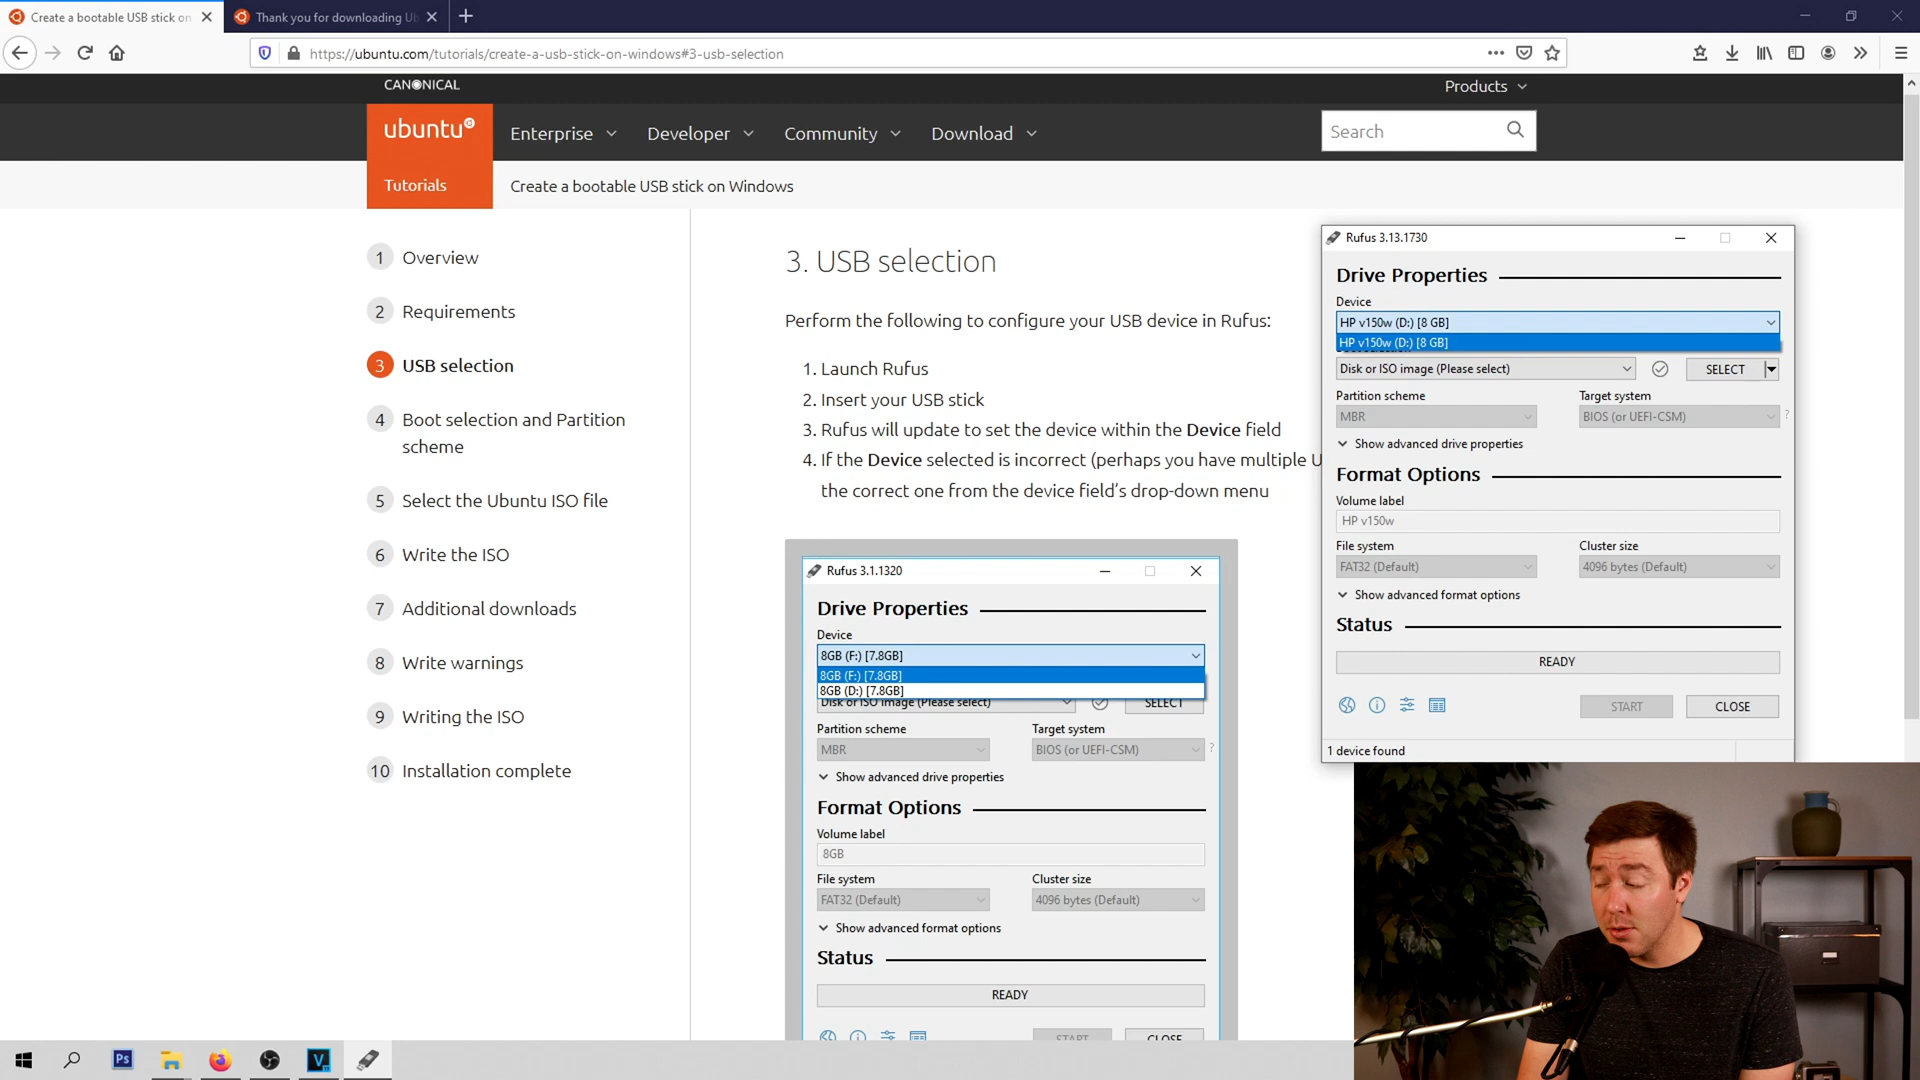 Create a bootable USB stick on
Thank you for downloading Ub
https://ubuntu.com/tutorials/create-a-usb-stick-on-windows#3-usb-selection
CANONICAL
Products
ubuntu
Enterprise
Developer
Community
Download
Search
Tutorials
Create a bootable USB stick on Windows
1 Overview
2 Requirements
3 USB selection
4 Boot selection and Partition
scheme
5 Select the Ubuntu ISO file
6 Write the ISO
7 Additional downloads
8 Write warnings
9 Writing the ISO
10 Installation complete
3. USB selection
Perform the following to configure your USB device in Rufus:
1. Launch Rufus
2. Insert your USB stick
3. Rufus will update to set the device within the Device field
4. If the Device selected is incorrect (perhaps you have multiple U
the correct one from the device field's drop-down menu
Rufus 3.1.1320
Drive Properties
Device
8GB (F:) [7.8GB]
8GB (F:) [7.8GB]
8GB (D:) [7.8GB]
Disk or ISO image (Please select)
SELECT
Partition scheme
Target system
MBR
BIOS (or UEFI-CSM)
?
Show advanced drive properties
Format Options
Volume label
8GB
File system
Cluster size
FAT32 (Default)
4096 bytes (Default)
Show advanced format options
Status
READY
START
CLOSE
Rufus 3.13.1730
Drive Properties
Device
HP v150w (D:) [8 GB]
HP v150w (D:) [8 GB]
Disk or ISO image (Please select)
SELECT
Partition scheme
Target system
MBR
BIOS (or UEFI-CSM)
?
Show advanced drive properties
Format Options
Volume label
HP v150w
File system
Cluster size
FAT32 (Default)
4096 bytes (Default)
Show advanced format options
Status
READY
START
CLOSE
1 device found
Ps
V